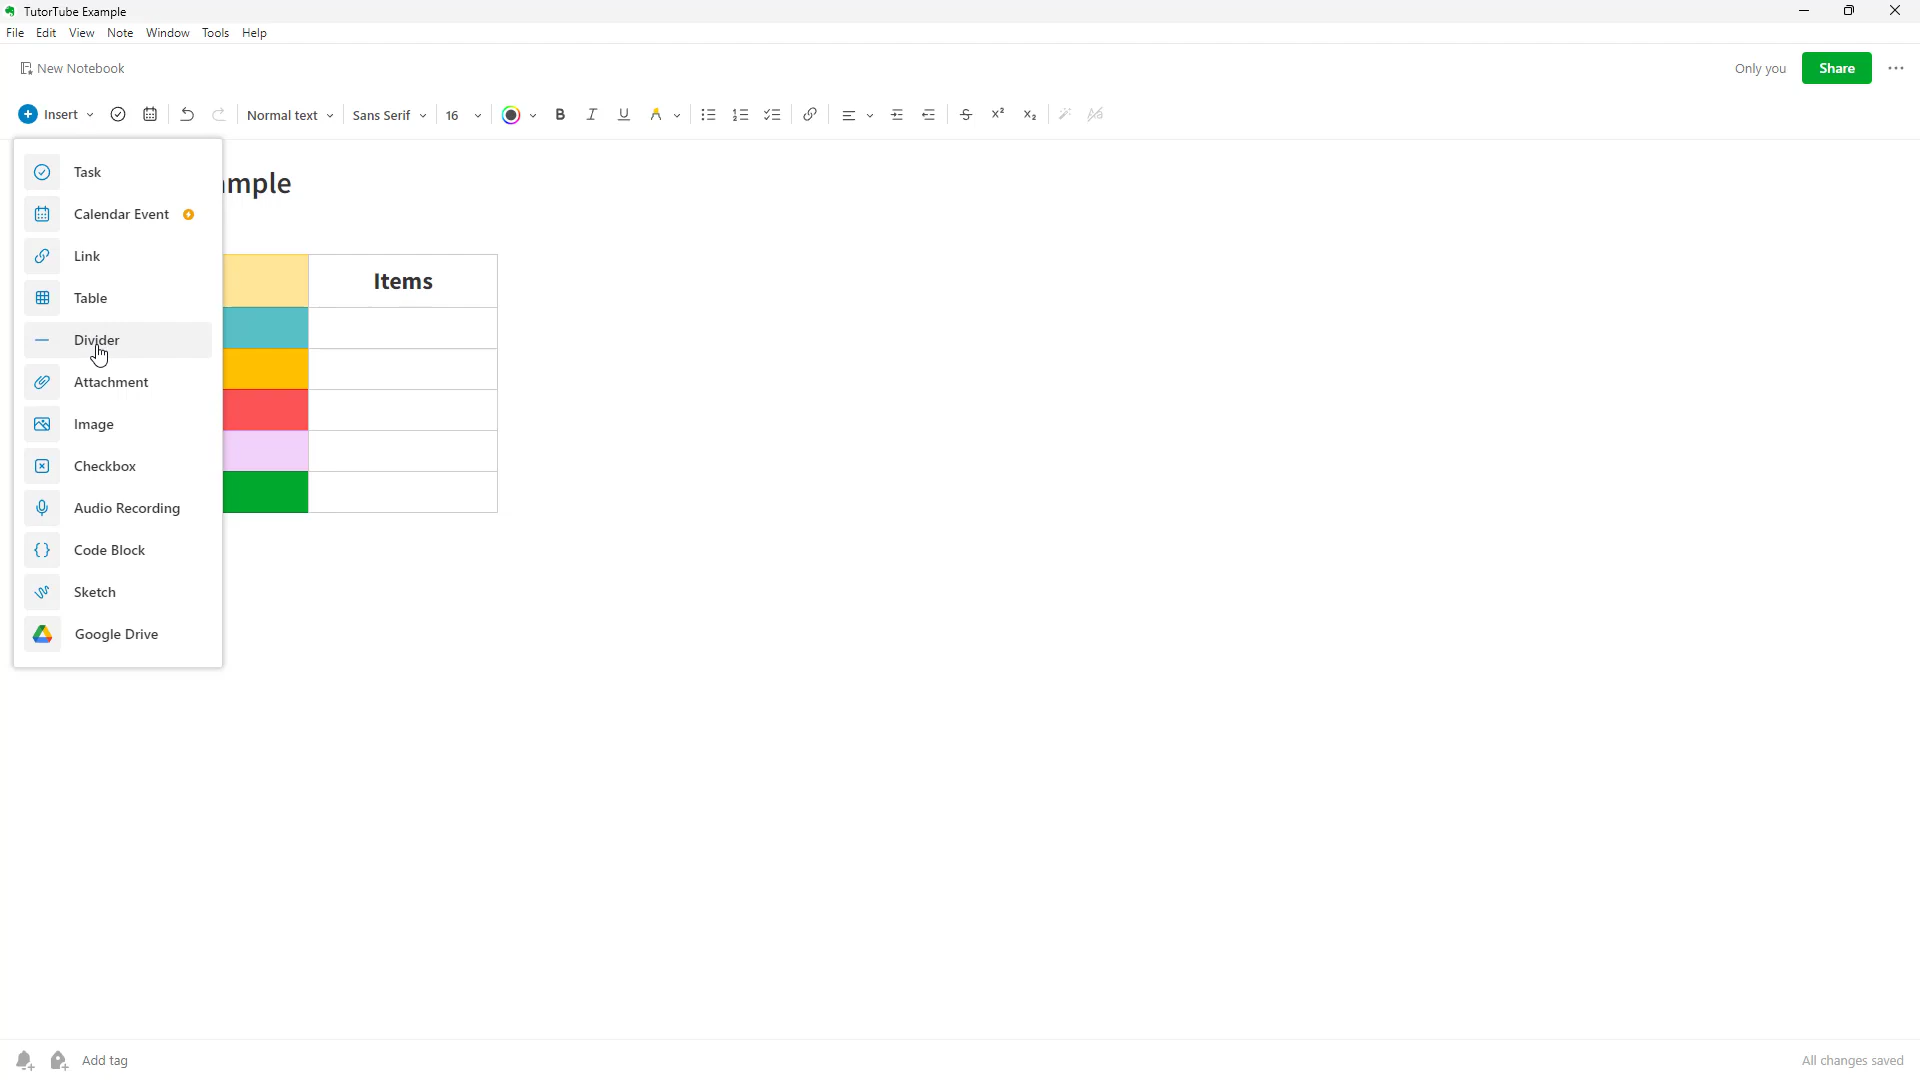 TutorTube Example
File Edit View Note Window Tools Help
New Notebook
Only you Share
Insert Normal text Sans Serif 16
Task
Calendar Event
Link
Table
Divider
Attachment
Image
Checkbox
Audio Recording
Code Block
Sketch
Google Drive
mple
Items
Add tag
All changes saved